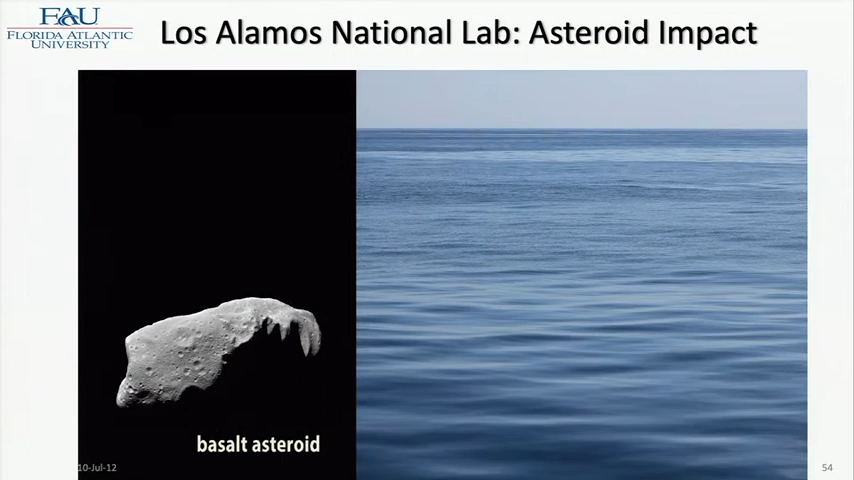 FAU
FLORIDA ATLANTIC
UNIVERSITY
Los Alamos National Lab: Asteroid Impact
basalt asteroid
10-Jul-12
54